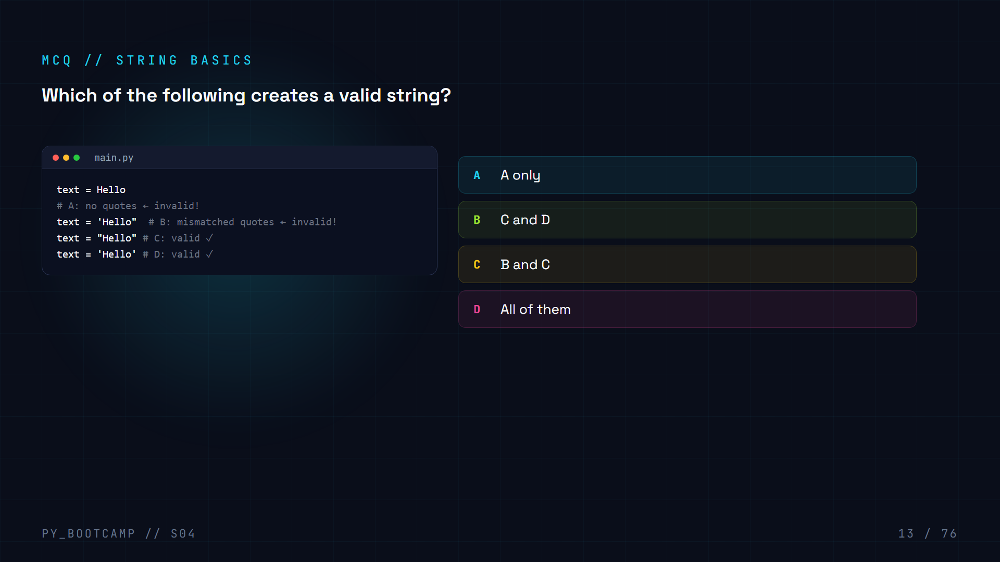 MCQ // STRING BASICS
Which of the following creates a valid string?
main.py
text = Hello
# A: no quotes ← invalid!
text = 'Hello"  # B: mismatched quotes ← invalid!
text = "Hello" # C: valid ✓
text = 'Hello' # D: valid ✓
A A only
B C and D
C B and C
D All of them
PY_BOOTCAMP // S04
13 / 76